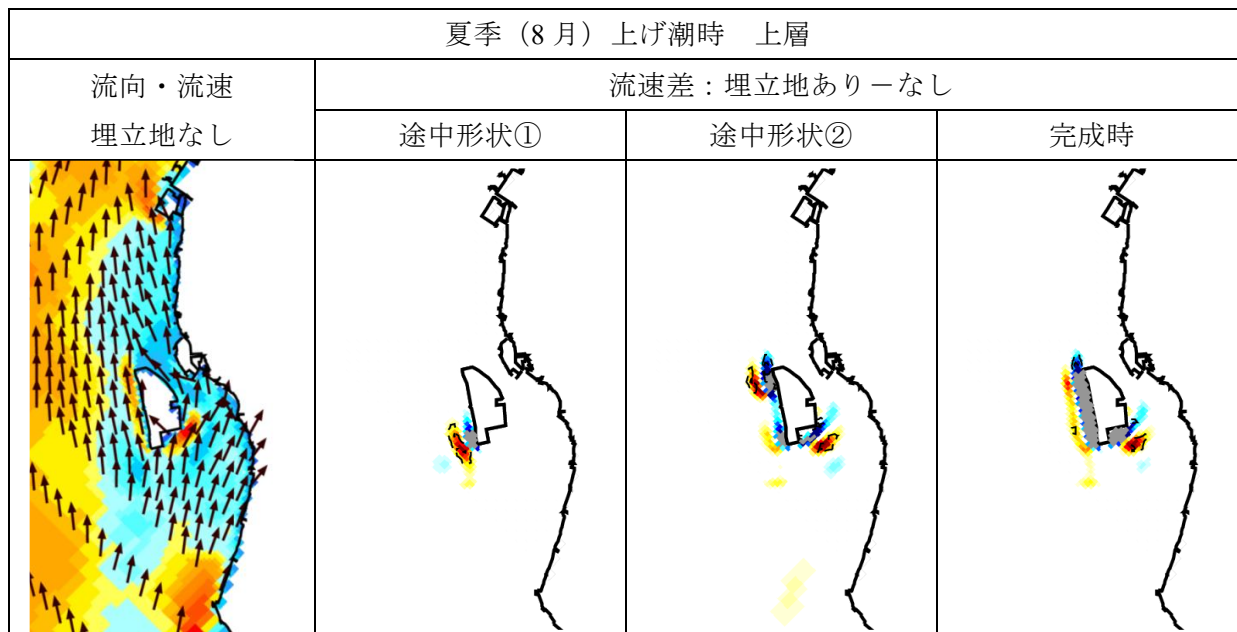 夏季（8月）上げ潮時　上層
流向・流速
埋立地なし
流速差：埋立地あり－なし
途中形状①
途中形状②
完成時